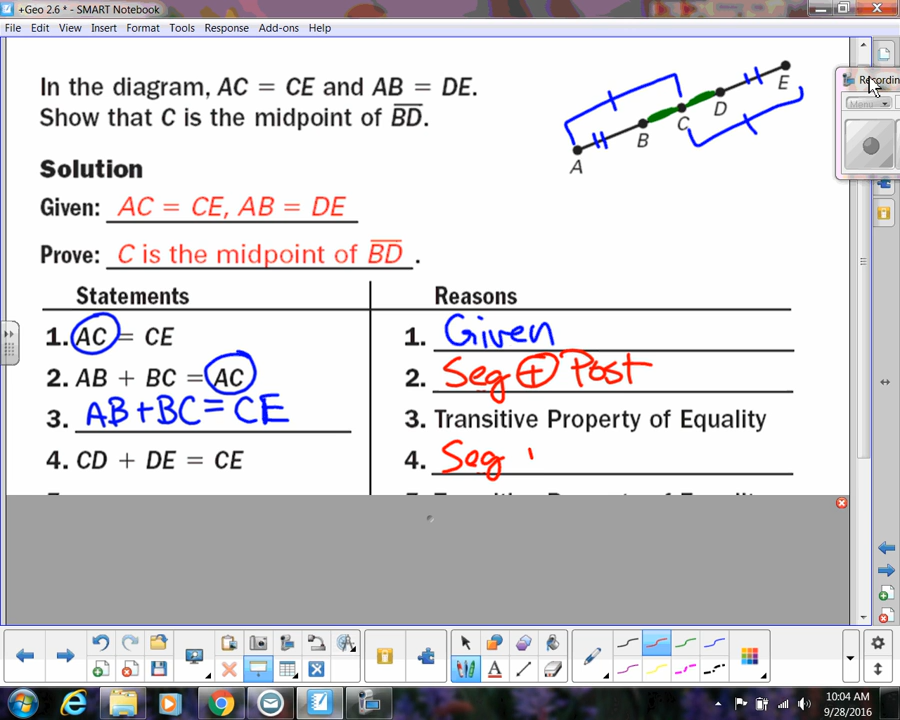 +Geo 2.6 * - SMART Notebook
File Edit View Insert Format Tools Response Add-ons Help
In the diagram, AC = CE and AB = DE.
Show that C is the midpoint of B̅D̅.
A B C D E
Recordin
Menu
Solution
Given: AC = CE, AB = DE
Prove: C is the midpoint of B̅D̅.
Statements Reasons
1. AC = CE 1. Given
2. AB + BC = AC 2. Seg + Post
3. AB + BC = CE 3. Transitive Property of Equality
4. CD + DE = CE 4. Seg
10:04 AM
9/28/2016